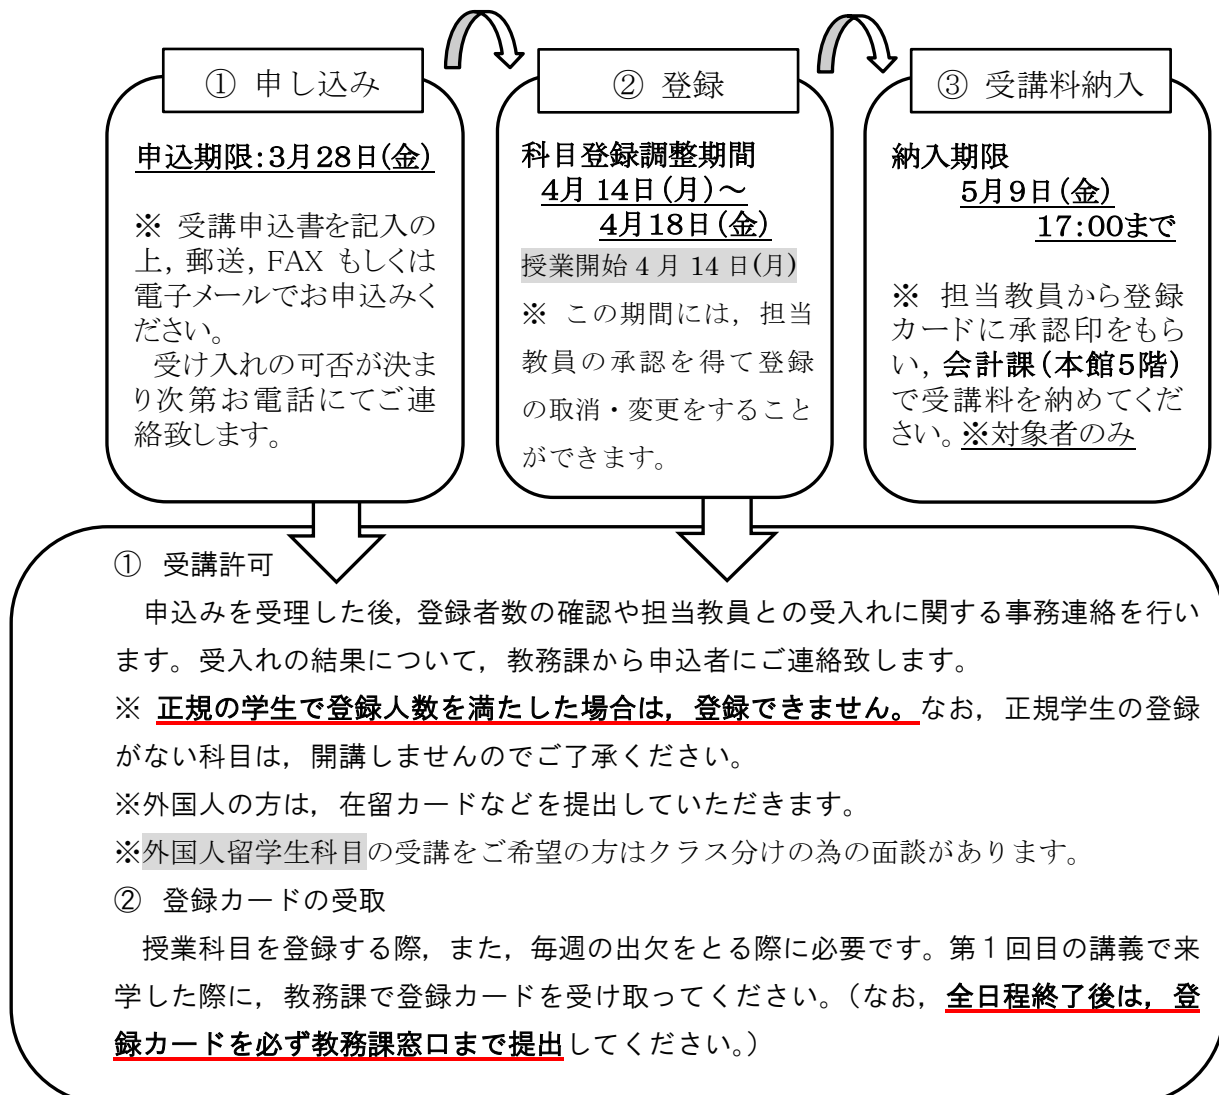 ① 申し込み
申込期限:3月28日(金)
※ 受講申込書を記入の
上, 郵送, FAX もしくは
電子メールでお申込みく
ださい。
受け入れの可否が決ま
り次第お電話にてご連
絡致します。
② 登録
科目登録調整期間
4月 14日(月)～
4月18日(金)
授業開始 4 月 14 日(月)
※ この期間には, 担当
教員の承認を得て登録
の取消・変更をすること
ができます。
③ 受講料納入
納入期限
5月9日(金)
17:00まで
※ 担当教員から登録
カードに承認印をもら
い, 会計課(本館5階)
で受講料を納めてくだ
さい。※対象者のみ
① 受講許可
申込みを受理した後, 登録者数の確認や担当教員との受入れに関する事務連絡を行い
ます。受入れの結果について, 教務課から申込者にご連絡致します。
※ 正規の学生で登録人数を満たした場合は, 登録できません。なお, 正規学生の登録
がない科目は, 開講しませんのでご了承ください。
※外国人の方は, 在留カードなどを提出していただきます。
※外国人留学生科目の受講をご希望の方はクラス分けの為の面談があります。
② 登録カードの受取
授業科目を登録する際, また, 毎週の出欠をとる際に必要です。第１回目の講義で来
学した際に, 教務課で登録カードを受け取ってください。(なお, 全日程終了後は, 登
録カードを必ず教務課窓口まで提出してください。)